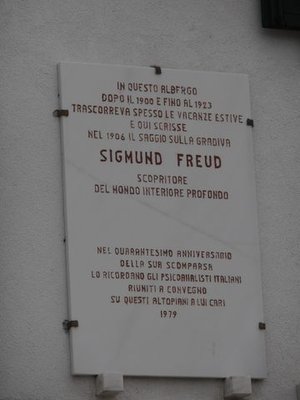 IN QUESTO ALBERGO
DOPO IL 1900 E FINO AL 1923
TRASCORREVA SPESSO LE VACANZE ESTIVE
E QUI SCRISSE
NEL 1906 IL SAGGIO SULLA GRADIVA
SIGMUND FREUD
SCOPRITORE
DEL MONDO INTERIORE PROFONDO
NEL QUARANTESIMO ANNIVERSARIO
DELLA SUA SCOMPARSA
LO RICORDANO GLI PSICOANALISTI ITALIANI
RIUNITI A CONVEGNO
SU QUESTI ALTOPIANI A LUI CARI
1979